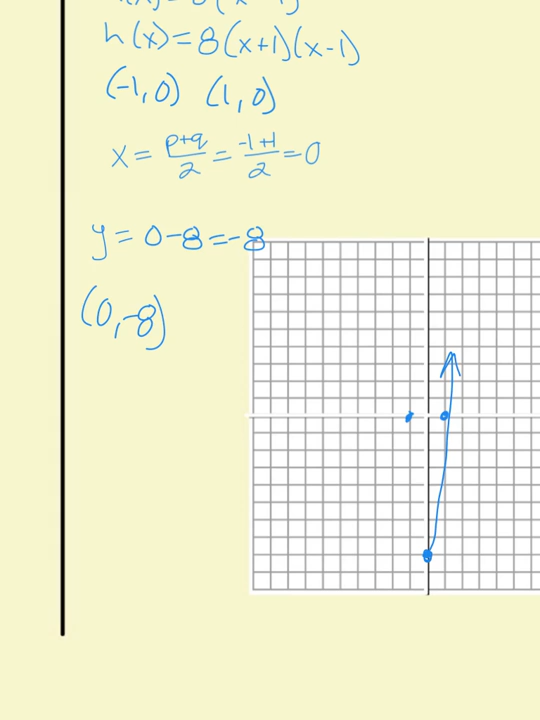 h(x)=8(x+1)(x-1)
(-1,0) (1,0)
x = p+q/2 = -1+1/2 = 0
y = 0-8=-8
(0,-8)